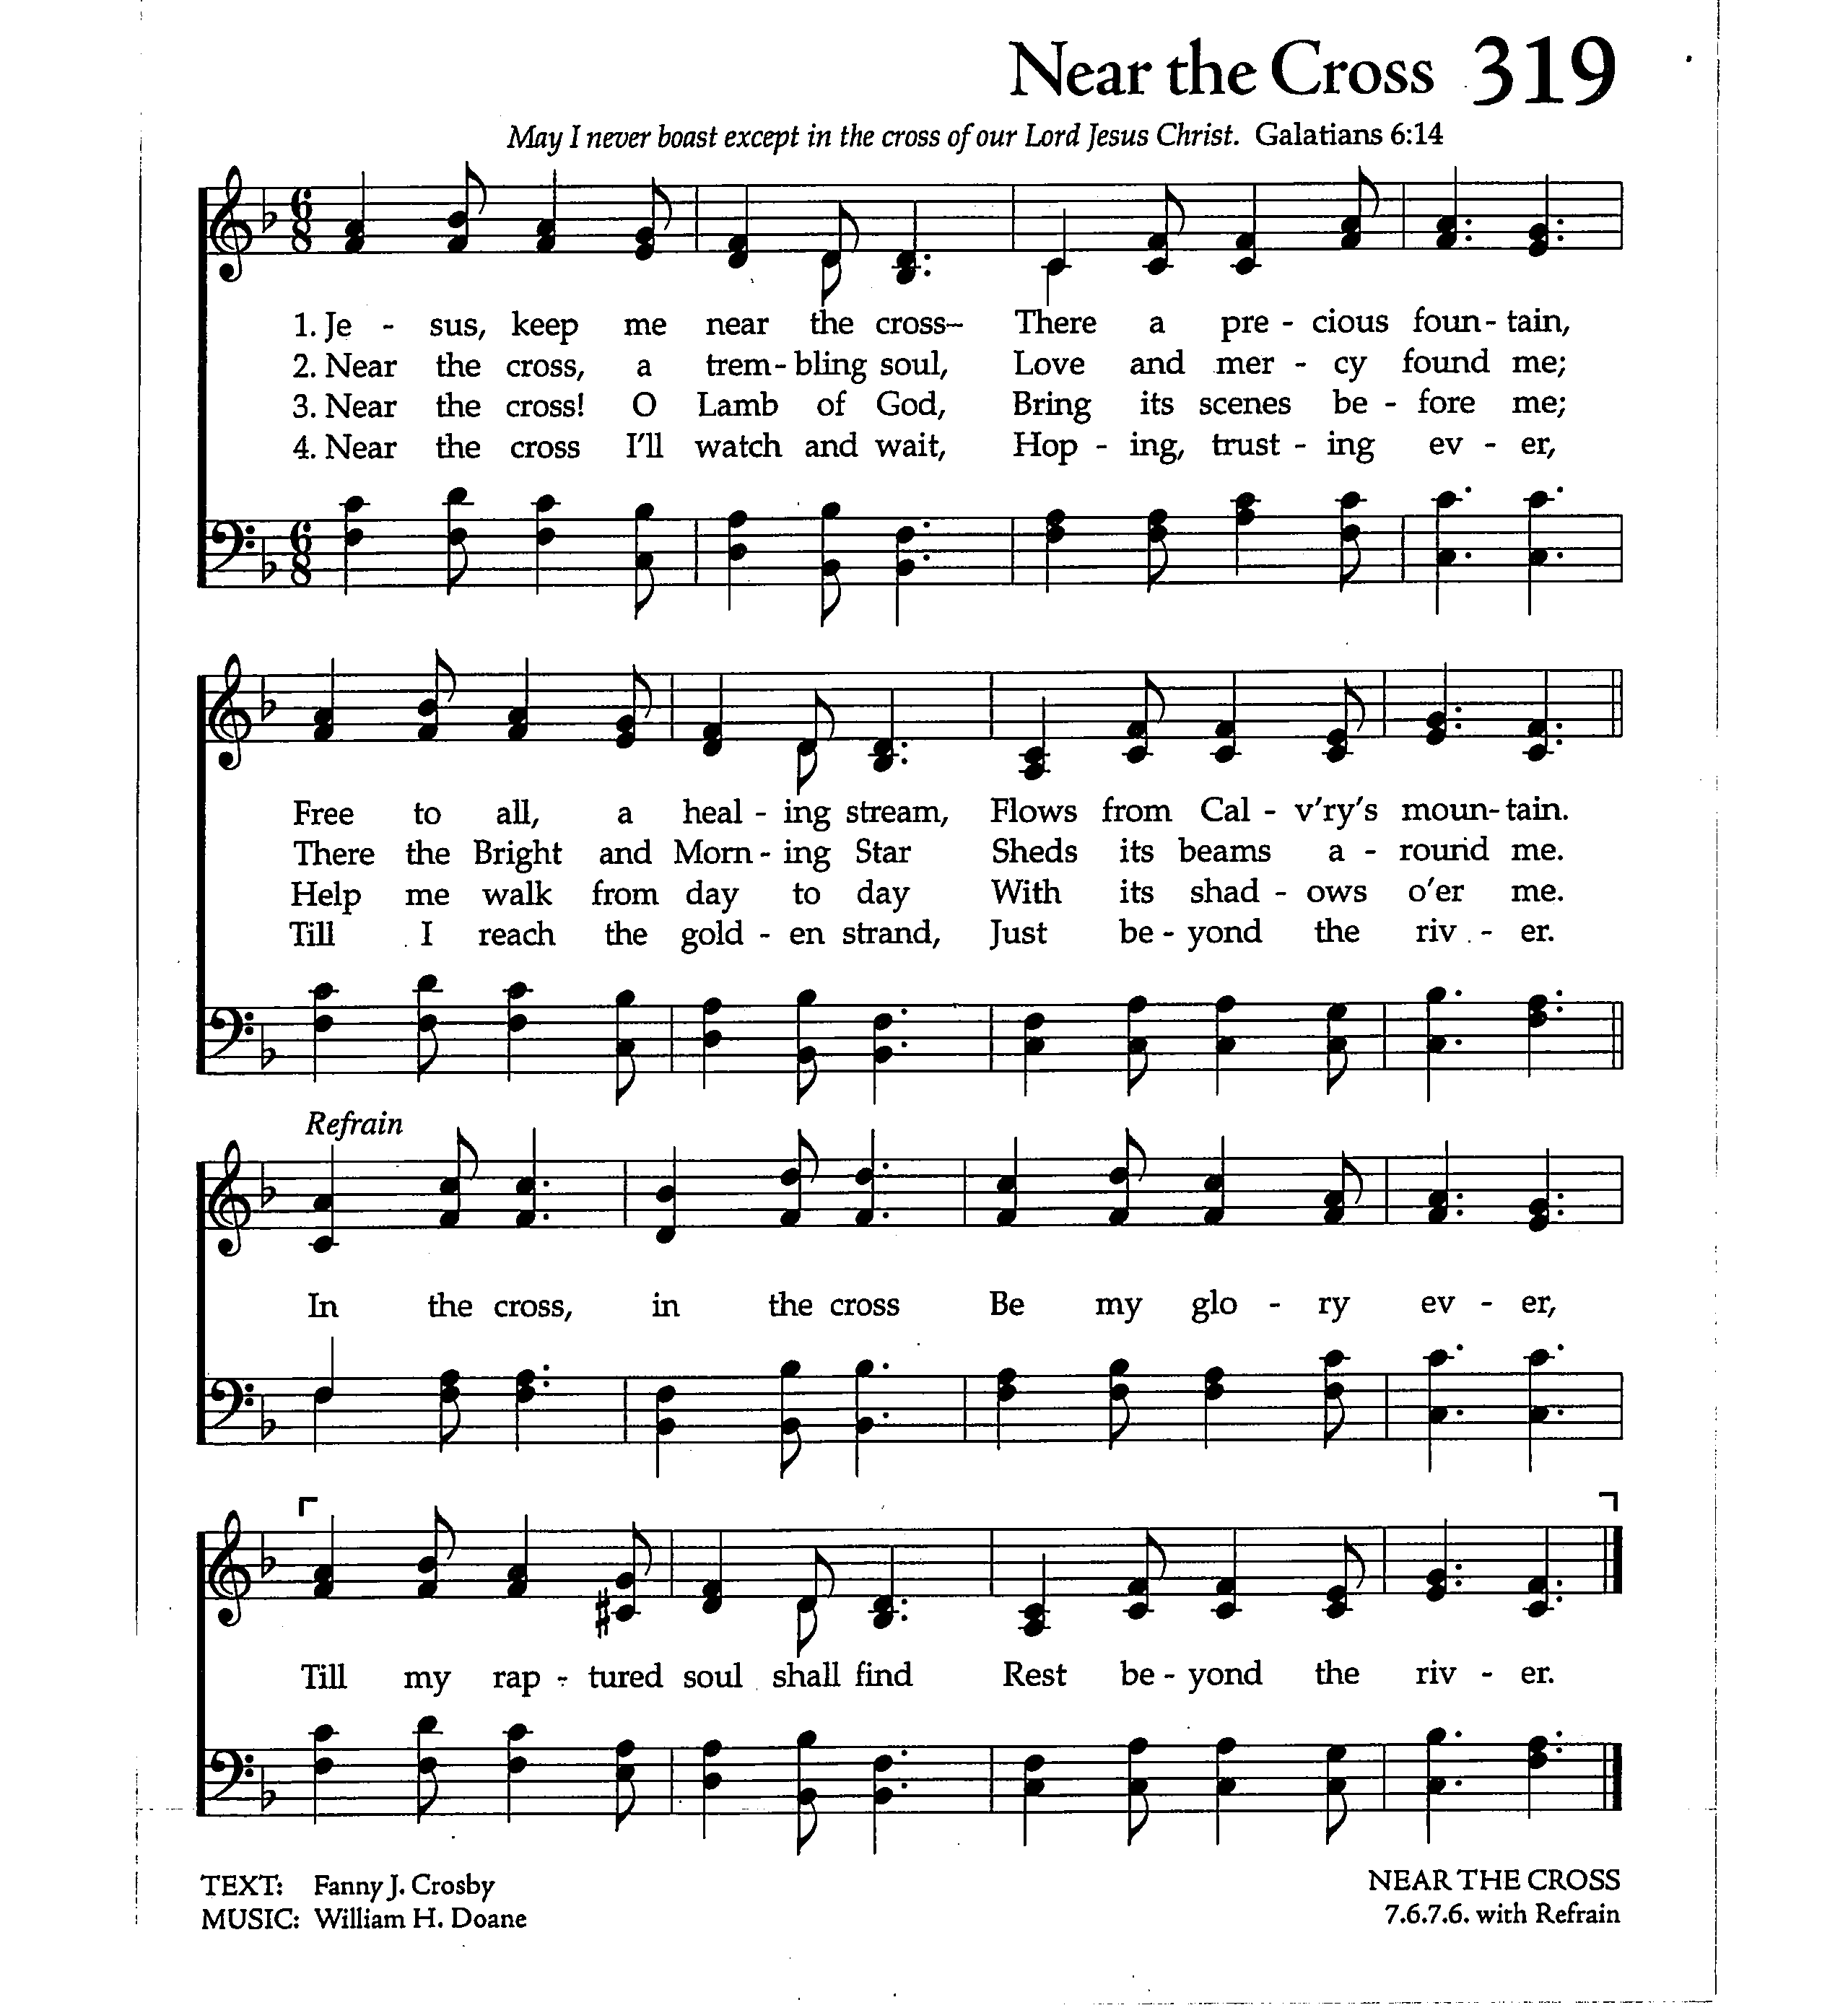 Near the Cross 319
May I never boast except in the cross of our Lord Jesus Christ. Galatians 6:14
1. Je - sus, keep me near the cross– There a pre - cious foun - tain,
2. Near the cross, a trem - bling soul, Love and mer - cy found me;
3. Near the cross! O Lamb of God, Bring its scenes be - fore me;
4. Near the cross I'll watch and wait, Hop - ing, trust - ing ev - er,
Free to all, a heal - ing stream, Flows from Cal - v'ry's moun - tain.
There the Bright and Morn - ing Star Sheds its beams a - round me.
Help me walk from day to day With its shad - ows o'er me.
Till I reach the gold - en strand, Just be - yond the riv - er.
Refrain
In the cross, in the cross Be my glo - ry ev - er,
Till my rap - tured soul shall find Rest be - yond the riv - er.
TEXT: Fanny J. Crosby
MUSIC: William H. Doane
NEAR THE CROSS
7.6.7.6. with Refrain